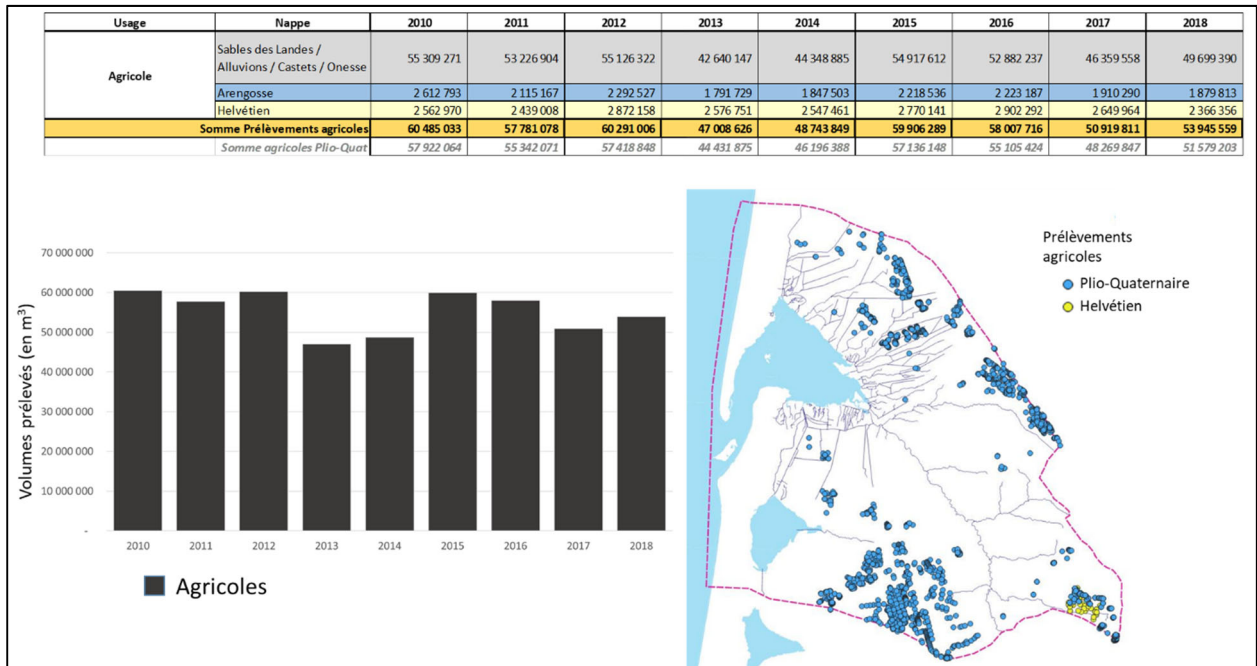 Usage Nappe 2010 2011 2012 2013 2014 2015 2016 2017 2018
Agricole
Sables des Landes /
Alluvions / Castets / Onesse
55 309 271 53 226 904 55 126 322 42 640 147 44 348 885 54 917 612 52 882 237 46 359 558 49 699 390
Arengosse 2 612 793 2 115 167 2 292 527 1 791 729 1 847 503 2 218 536 2 223 187 1 910 290 1 879 813
Helvétien 2 562 970 2 439 008 2 872 158 2 576 751 2 547 461 2 770 141 2 902 292 2 649 964 2 366 356
Somme Prélèvements agricoles 60 485 033 57 781 078 60 291 006 47 008 626 48 743 849 59 906 289 58 007 716 50 919 811 53 945 559
Somme agricoles Plio-Quat 57 922 064 55 342 071 57 418 848 44 431 875 46 196 388 57 136 148 55 105 424 48 269 847 51 579 203
Volumes prélevés (en m³)
70 000 000
60 000 000
50 000 000
40 000 000
30 000 000
20 000 000
10 000 000
-
2010 2011 2012 2013 2014 2015 2016 2017 2018
Agricoles
Prélèvements
agricoles
Plio-Quaternaire
Helvétien